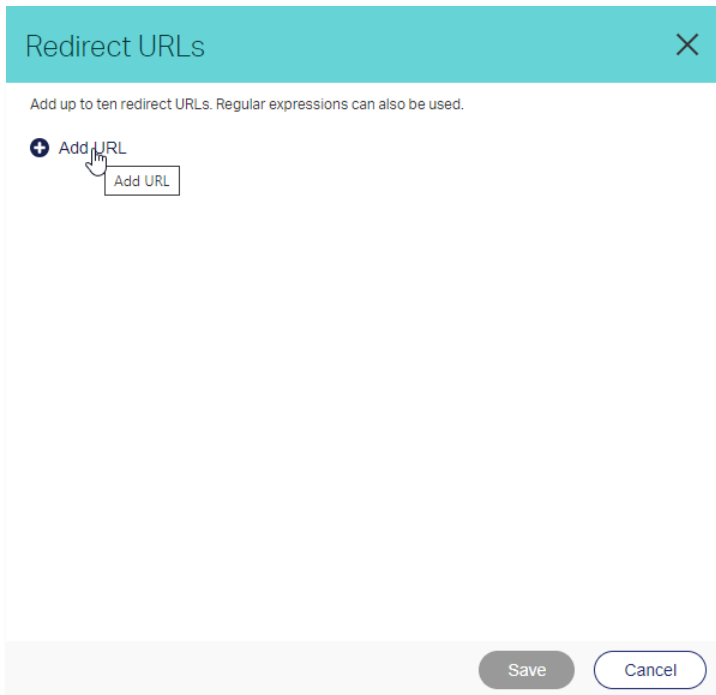 Redirect URLs
Add up to ten redirect URLs. Regular expressions can also be used.
Add URL
Add URL
Save
Cancel